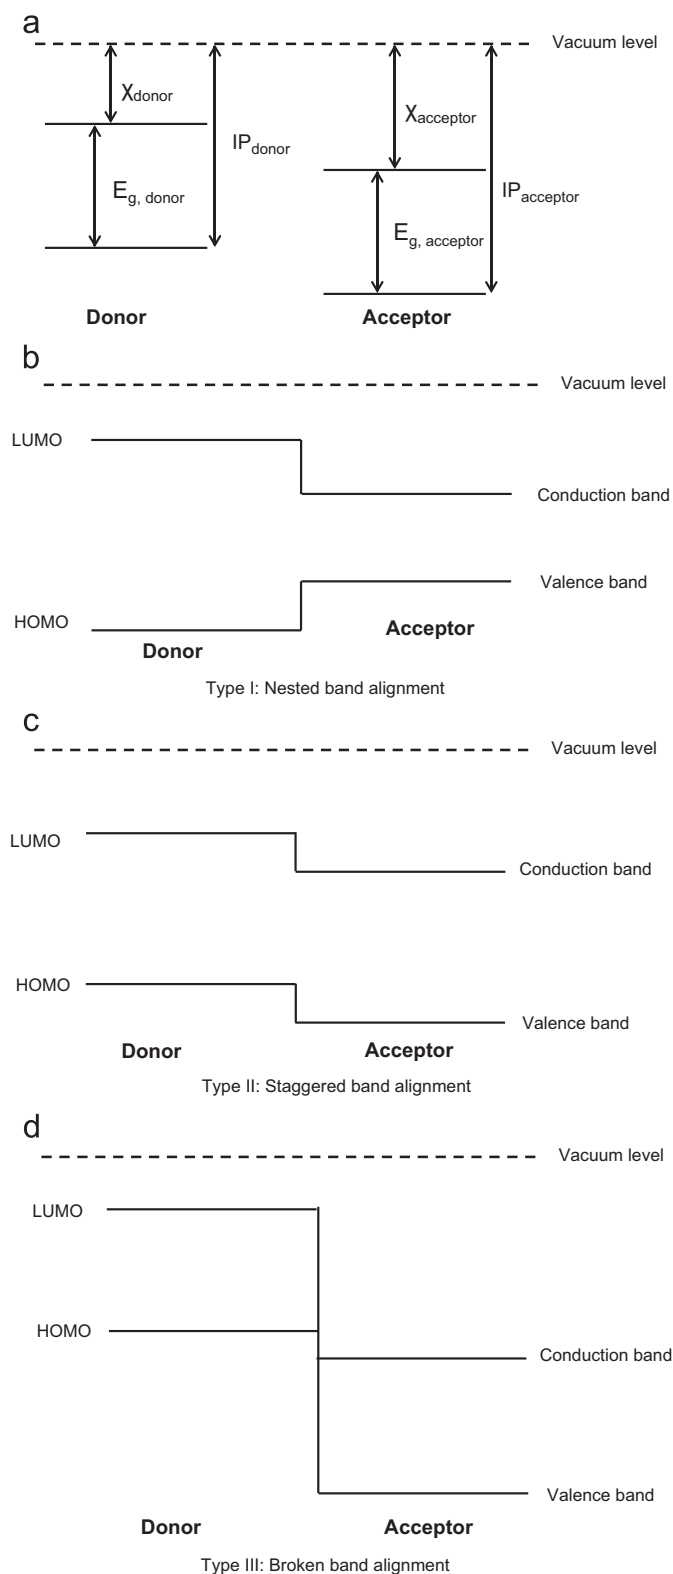 a
Vacuum level
χdonor
χacceptor
IPdonor
Eg, donor
IPacceptor
Eg, acceptor
Donor
Acceptor
b
Vacuum level
LUMO
Conduction band
Valence band
HOMO
Acceptor
Donor
Type I: Nested band alignment
c
Vacuum level
LUMO
Conduction band
HOMO
Valence band
Donor
Acceptor
Type II: Staggered band alignment
d
Vacuum level
LUMO
HOMO
Conduction band
Valence band
Donor
Acceptor
Type III: Broken band alignment